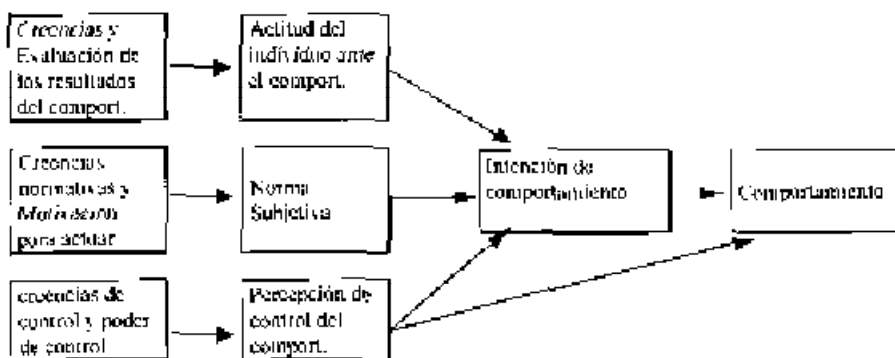 Creencias y
Evaluación de
los resultados
del comport.
Actitud del
individuo ante
el comport.
Creencias
normativas y
Motivación
para actuar
Norma
Subjetiva
Intención de
comportamiento
Comportamiento
creencias de
control y poder
de control
Percepción de
control del
comport.